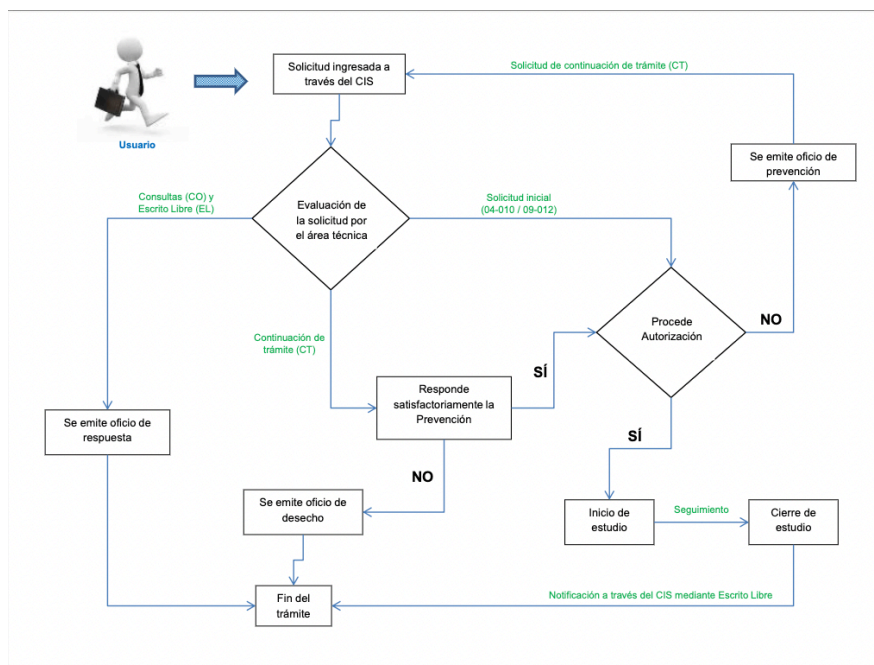 Solicitud ingresada a
través del CIS
Solicitud de continuación de trámite (CT)
Usuario
Se emite oficio de
prevención
Consultas (CO) y
Escrito Libre (EL)
Evaluación de
la solicitud por
el área técnica
Solicitud inicial
(04-010 / 09-012)
Procede
Autorización
NO
Continuación de
trámite (CT)
SÍ
Responde
satisfactoriamente la
Prevención
Se emite oficio de
respuesta
SÍ
NO
Se emite oficio de
desecho
Inicio de
estudio
Seguimiento
Cierre de
estudio
Fin del
trámite
Notificación a través del CIS mediante Escrito Libre